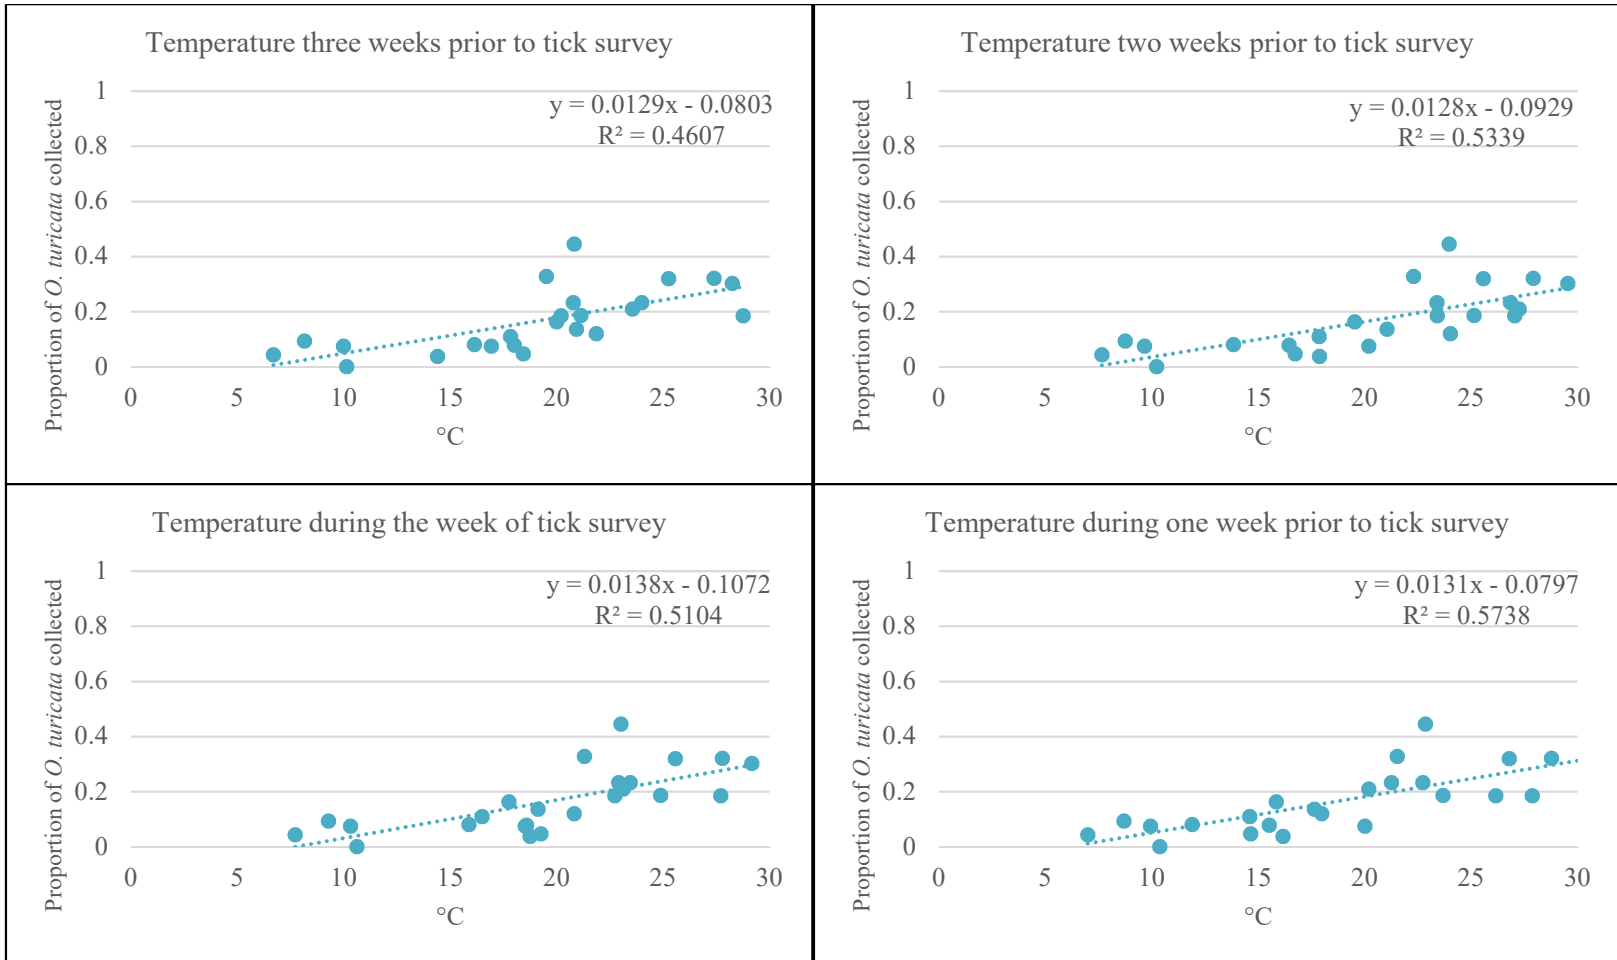 Temperature three weeks prior to tick survey
Proportion of O. turicata collected
y = 0.0129x - 0.0803
R² = 0.4607
1
0.8
0.6
0.4
0.2
0
0 5 10 15 20 25 30
°C
Temperature two weeks prior to tick survey
Proportion of O. turicata collected
y = 0.0128x - 0.0929
R² = 0.5339
1
0.8
0.6
0.4
0.2
0
0 5 10 15 20 25 30
°C
Temperature during the week of tick survey
Proportion of O. turicata collected
y = 0.0138x - 0.1072
R² = 0.5104
1
0.8
0.6
0.4
0.2
0
0 5 10 15 20 25 30
°C
Temperature during one week prior to tick survey
Proportion of O. turicata collected
y = 0.0131x - 0.0797
R² = 0.5738
1
0.8
0.6
0.4
0.2
0
0 5 10 15 20 25 30
°C